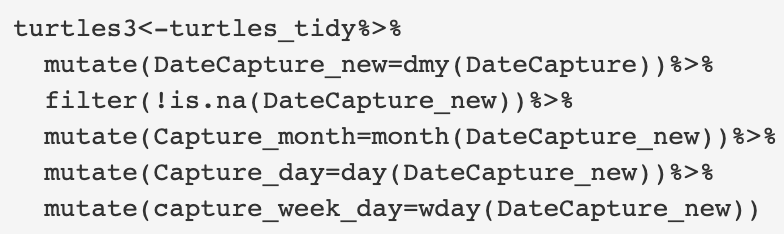 turtles3<-turtles_tidy%>%
  mutate(DateCapture_new=dmy(DateCapture))%>%
  filter(!is.na(DateCapture_new))%>%
  mutate(Capture_month=month(DateCapture_new))%>%
  mutate(Capture_day=day(DateCapture_new))%>%
  mutate(capture_week_day=wday(DateCapture_new))